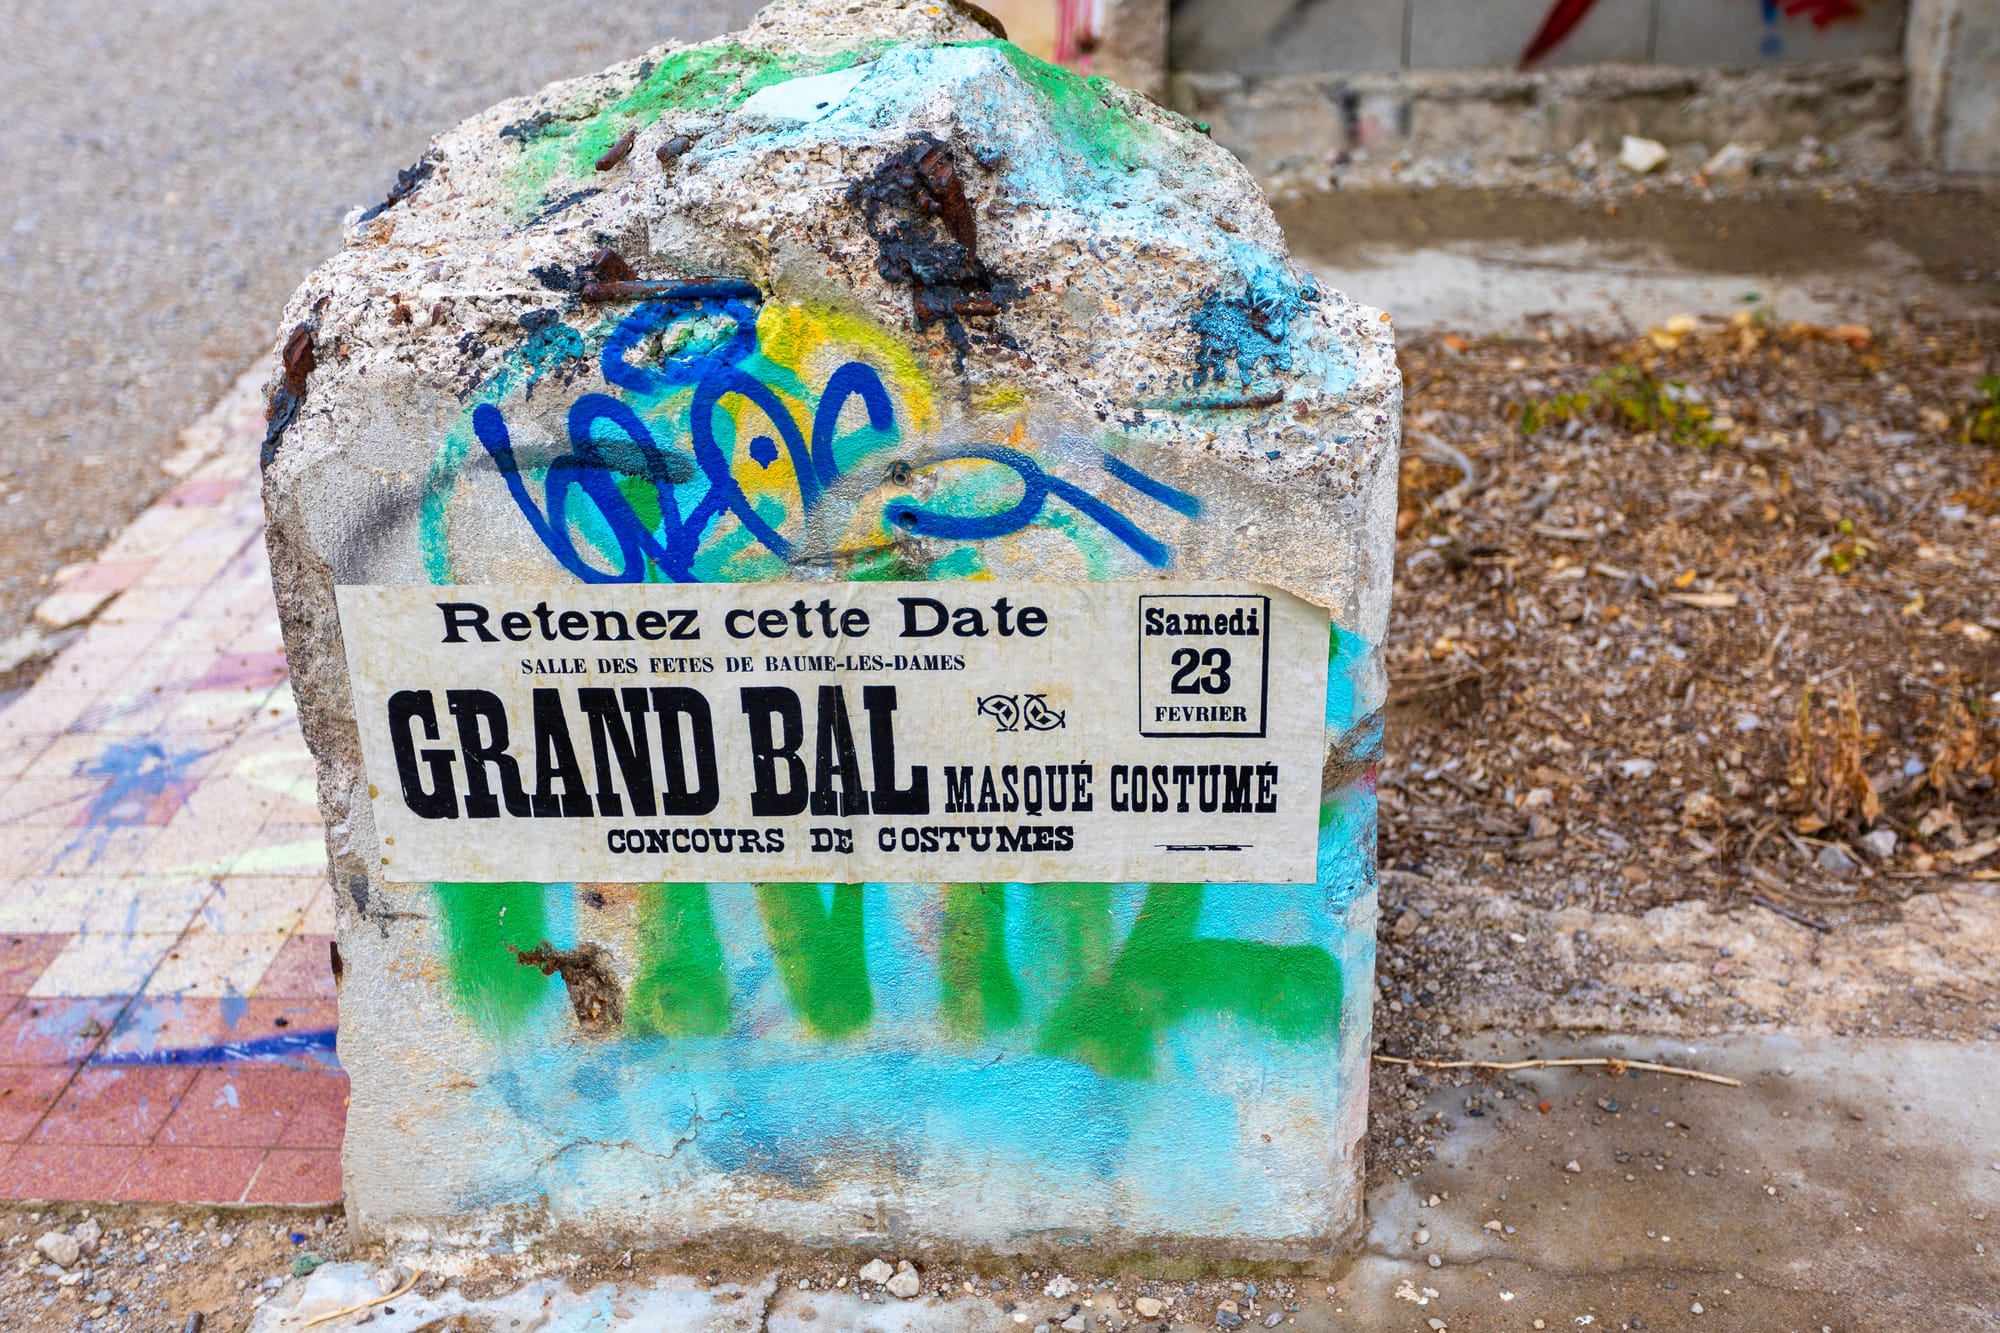 Retenez cette Date
SALLE DES FETES DE BAUME-LES-DAMES
GRAND BAL MASQUÉ COSTUMÉ
CONCOURS DE COSTUMES
Samedi
23
FEVRIER